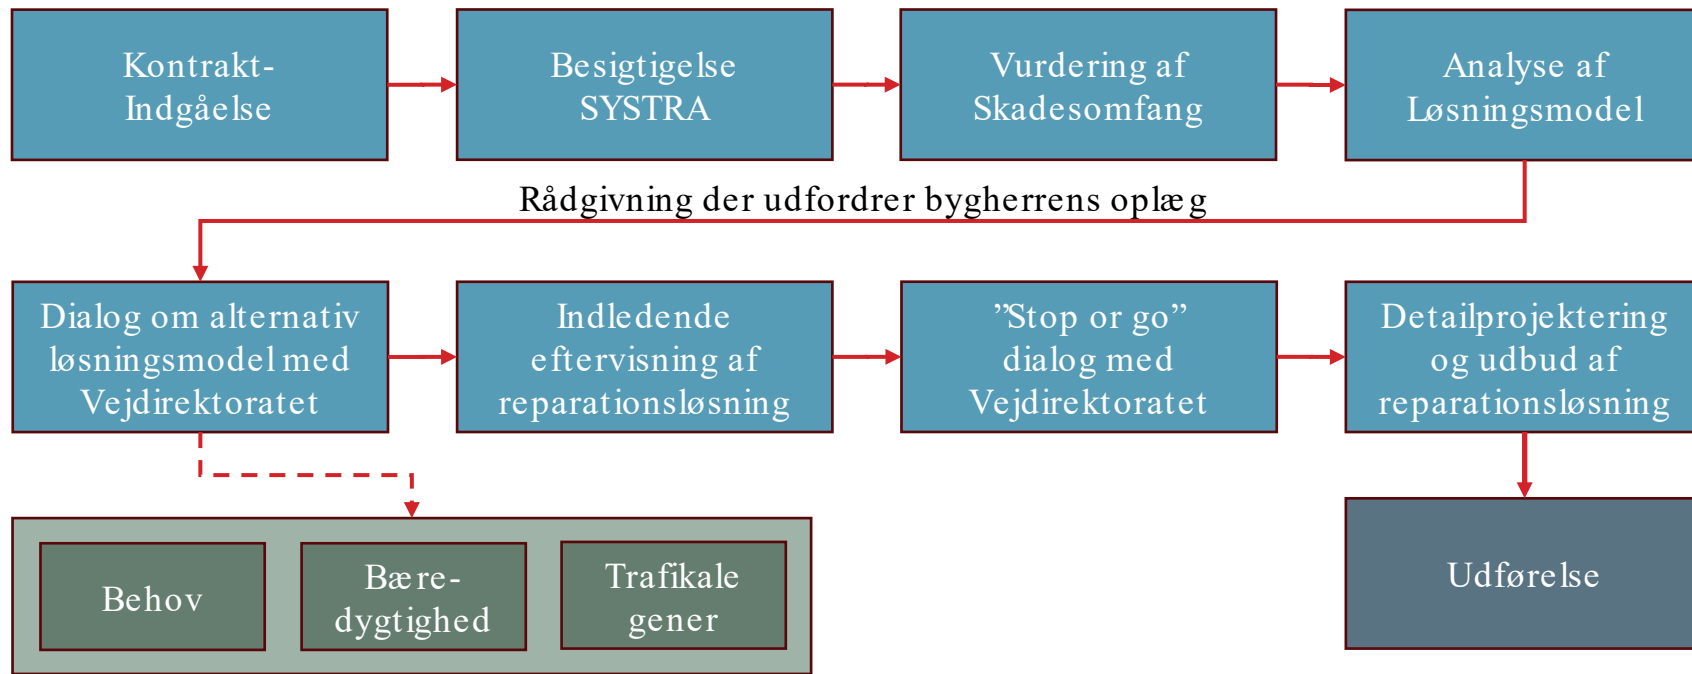 Kontrakt-
Indgåelse
Besigtigelse
SYSTRA
Vurdering af
Skadesomfang
Analyse af
Løsningsmodel
Rådgivning der udfordrer bygherrens oplæg
Dialog om alternativ
løsningsmodel med
Vejdirektoratet
Indledende
eftervisning af
reparationsløsning
”Stop or go”
dialog med
Vejdirektoratet
Detailprojektering
og udbud af
reparationsløsning
Behov
Bære-
dygtighed
Trafikale
gener
Udførelse